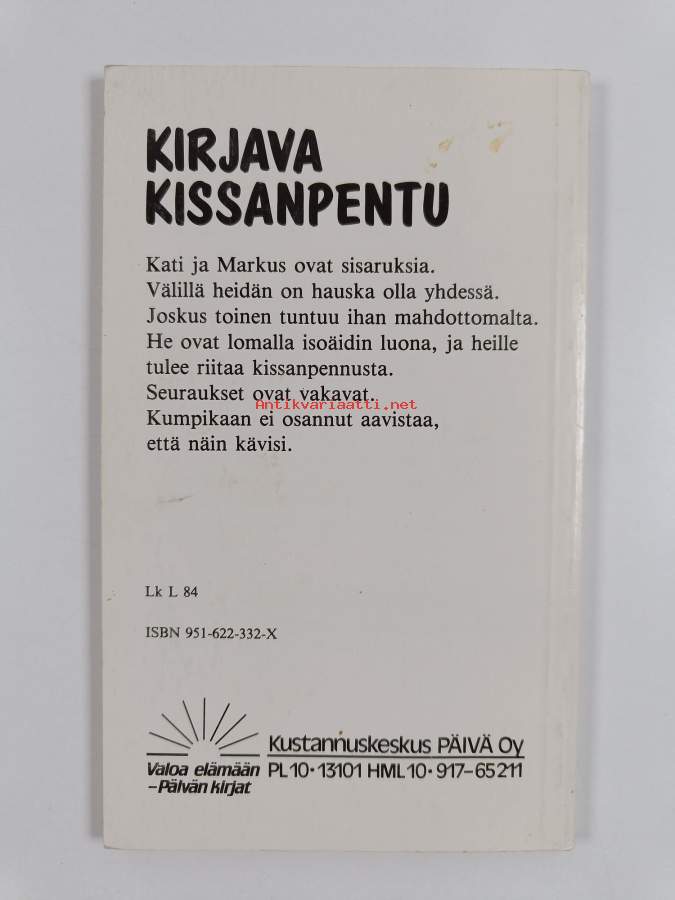 KIRJAVA
KISSANPENTU
Kati ja Markus ovat sisaruksia.
Välillä heidän on hauska olla yhdessä.
Joskus toinen tuntuu ihan mahdottomalta.
He ovat lomalla isoäidin luona, ja heille
tulee riitaa kissanpennusta.
Seuraukset ovat vakavat.
Antikvariaatti.net
Kumpikaan ei osannut aavistaa,
että näin kävisi.
Lk L 84
ISBN 951-622-332-X
Kustannuskeskus PÄIVÄ Oy
Valoa elämään PL 10 • 13101 HML 10 • 917–65 211
–Päivän kirjat